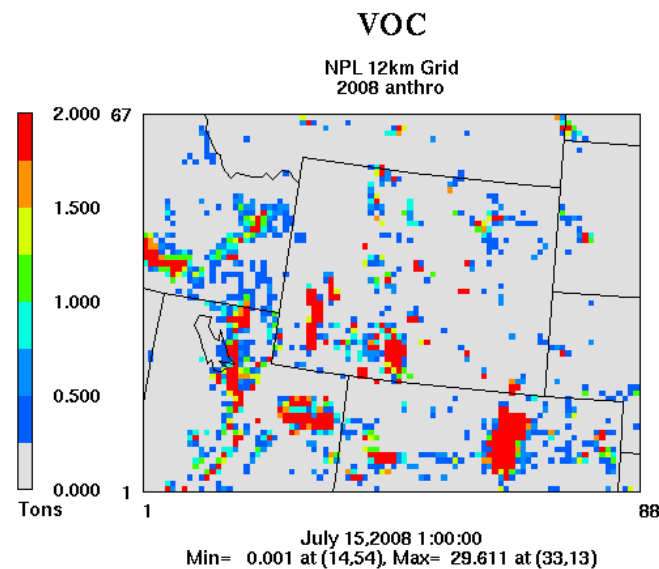 VOC
NPL 12km Grid
2008 anthro
2.000
1.500
1.000
0.500
0.000
Tons
67
1
1
88
July 15,2008 1:00:00
Min= 0.001 at (14,54), Max= 29.611 at (33,13)